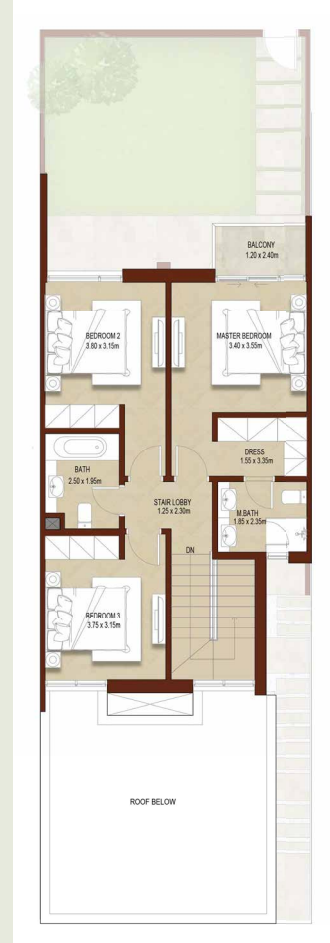 BALCONY
1.20 x 2.40m
BEDROOM 2
3.80 x 3.15m
MASTER BEDROOM
3.40 x 3.55m
DRESS
1.55 x 3.35m
BATH
2.50 x 1.95m
STAIR LOBBY
1.25 x 2.30m
M.BATH
1.85 x 2.35m
DN
BEDROOM 3
3.75 x 3.15m
ROOF BELOW